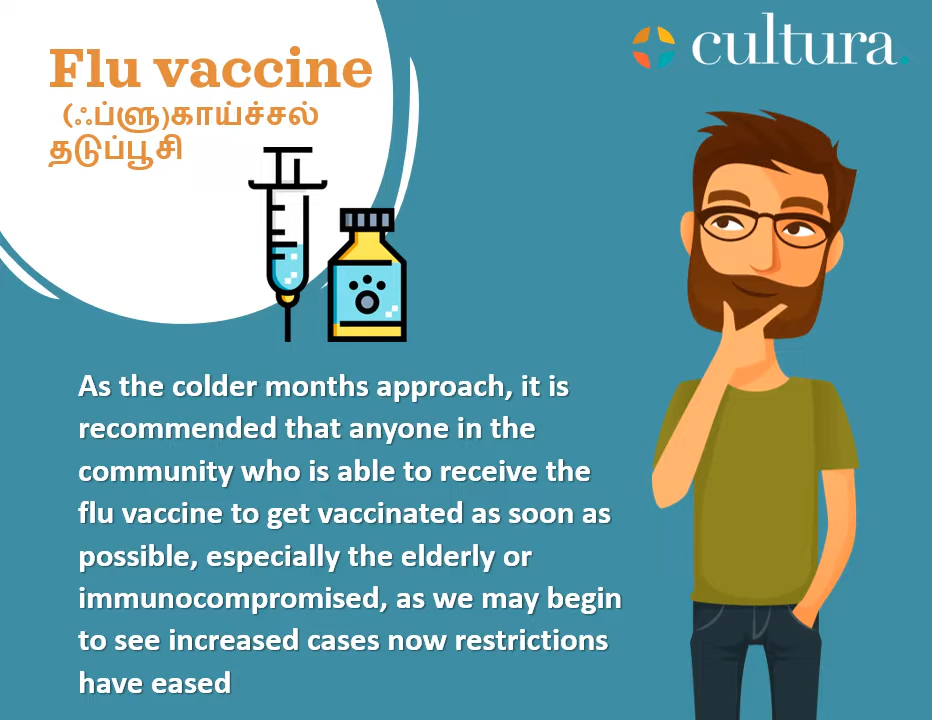 Flu vaccine
(ஃப்ளு)காய்ச்சல்
தடுப்பூசி
cultura.
As the colder months approach, it is
recommended that anyone in the
community who is able to receive the
flu vaccine to get vaccinated as soon as
possible, especially the elderly or
immunocompromised, as we may begin
to see increased cases now restrictions
have eased